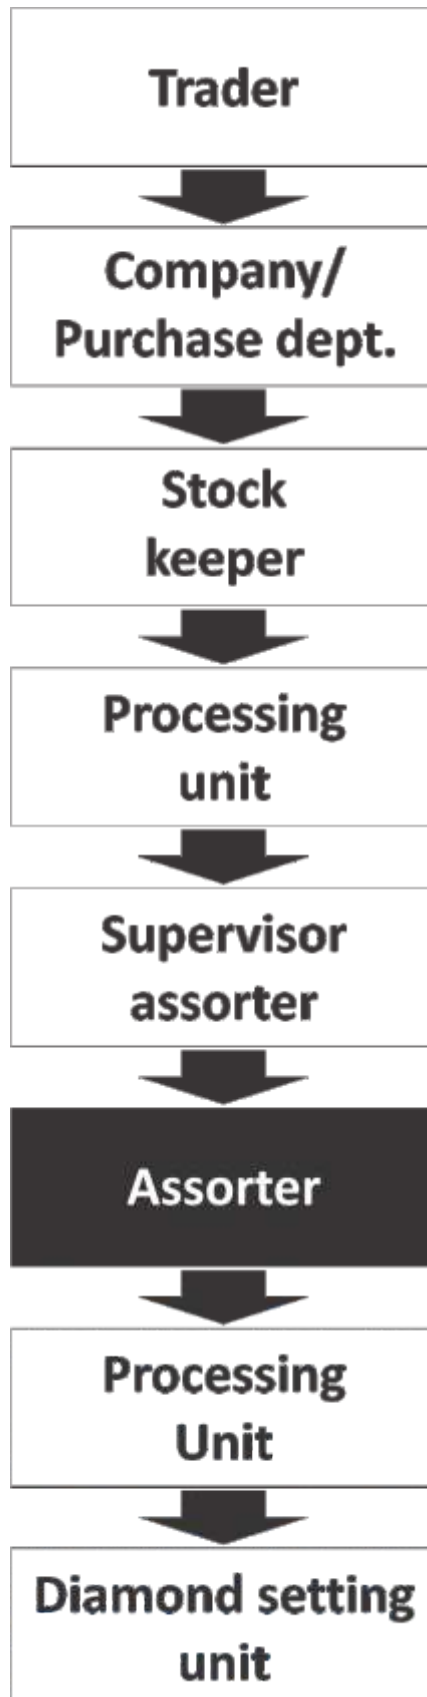 Trader
Company/
Purchase dept.
Stock
keeper
Processing
unit
Supervisor
assorter
Assorter
Processing
Unit
Diamond setting
unit